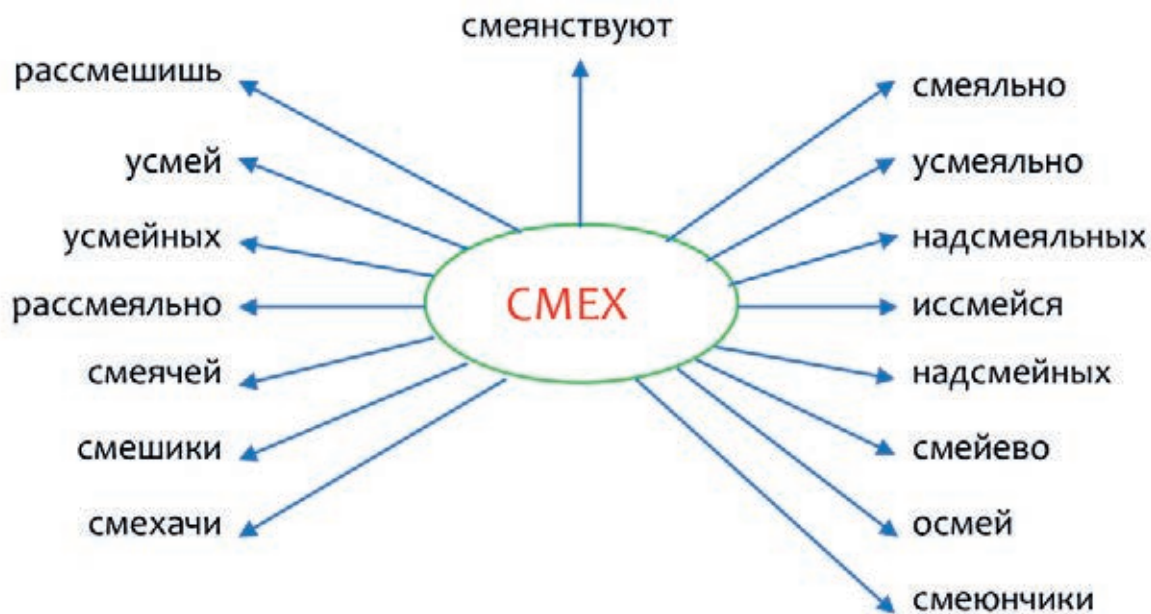 смеянствуют
рассмешишь
усмей
усмейных
рассмеяльно
смеячей
смешики
смехачи
СМЕХ
смеяльно
усмеяльно
надсмеяльных
иссмейся
надсмейных
смейево
осмей
смеюнчики